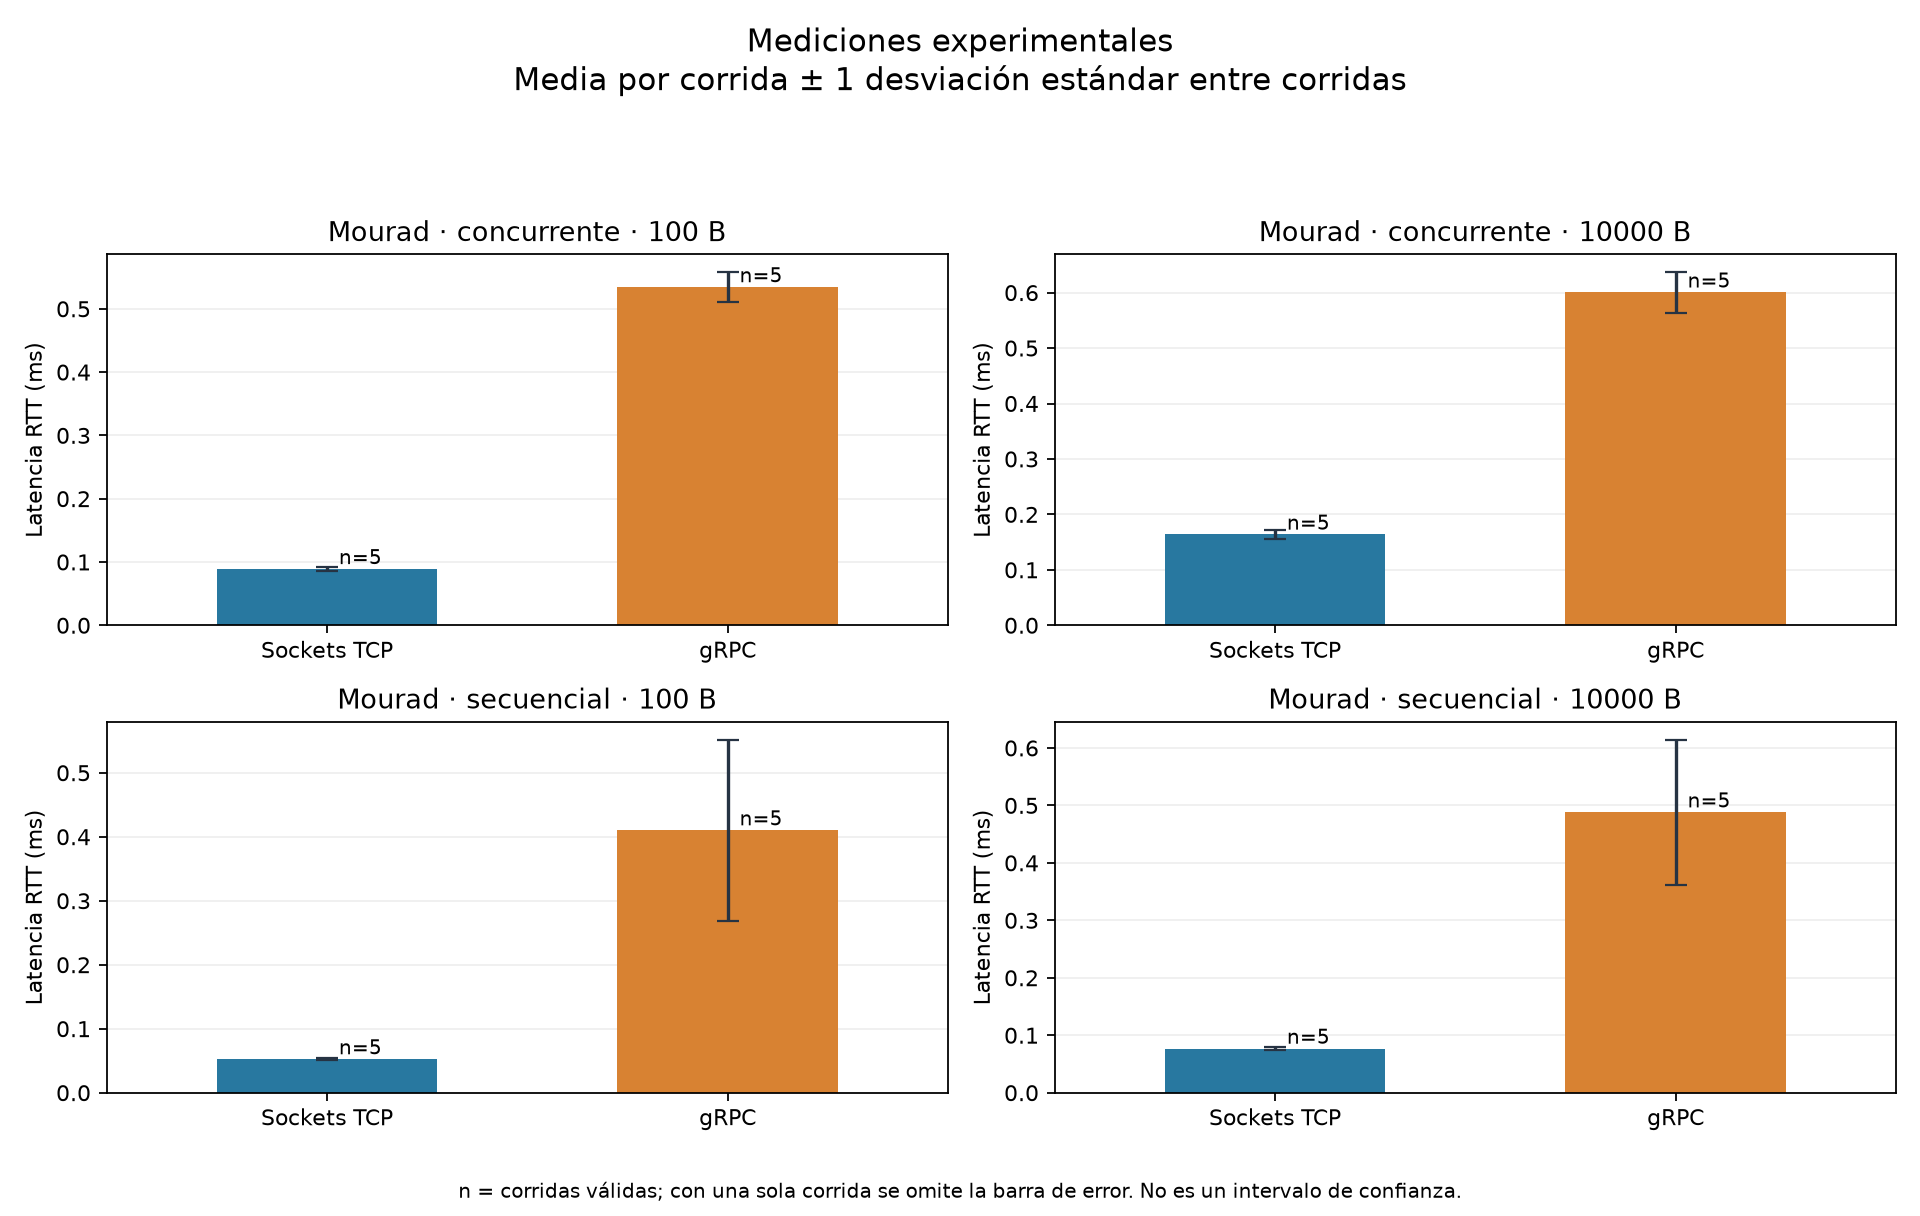 Mediciones experimentales
Media por corrida ± 1 desviación estándar entre corridas
Mourad · concurrente · 100 B
Latencia RTT (ms)
0.5
0.4
0.3
0.2
0.1
0.0
n=5
n=5
Sockets TCP
gRPC
Mourad · concurrente · 10000 B
Latencia RTT (ms)
0.6
0.5
0.4
0.3
0.2
0.1
0.0
n=5
n=5
Sockets TCP
gRPC
Mourad · secuencial · 100 B
Latencia RTT (ms)
0.5
0.4
0.3
0.2
0.1
0.0
n=5
n=5
Sockets TCP
gRPC
Mourad · secuencial · 10000 B
Latencia RTT (ms)
0.6
0.5
0.4
0.3
0.2
0.1
0.0
n=5
n=5
Sockets TCP
gRPC
n = corridas válidas; con una sola corrida se omite la barra de error. No es un intervalo de confianza.